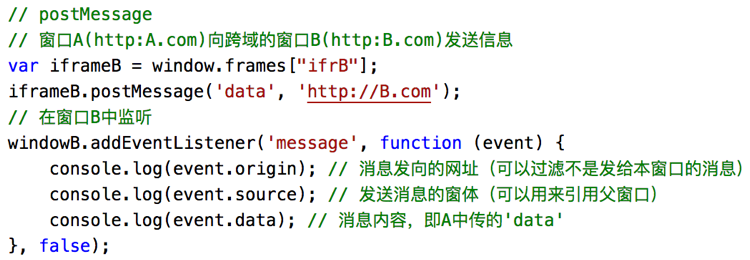 // postMessage
// 窗口A(http:A.com)向跨域的窗口B(http:B.com)发送信息
var iframeB = window.frames["ifrB"];
iframeB.postMessage('data', 'http://B.com');
// 在窗口B中监听
windowB.addEventListener('message', function (event) {
    console.log(event.origin); // 消息发向的网址（可以过滤不是发给本窗口的消息）
    console.log(event.source); // 发送消息的窗体（可以用来引用父窗口）
    console.log(event.data); // 消息内容，即A中传的'data'
}, false);